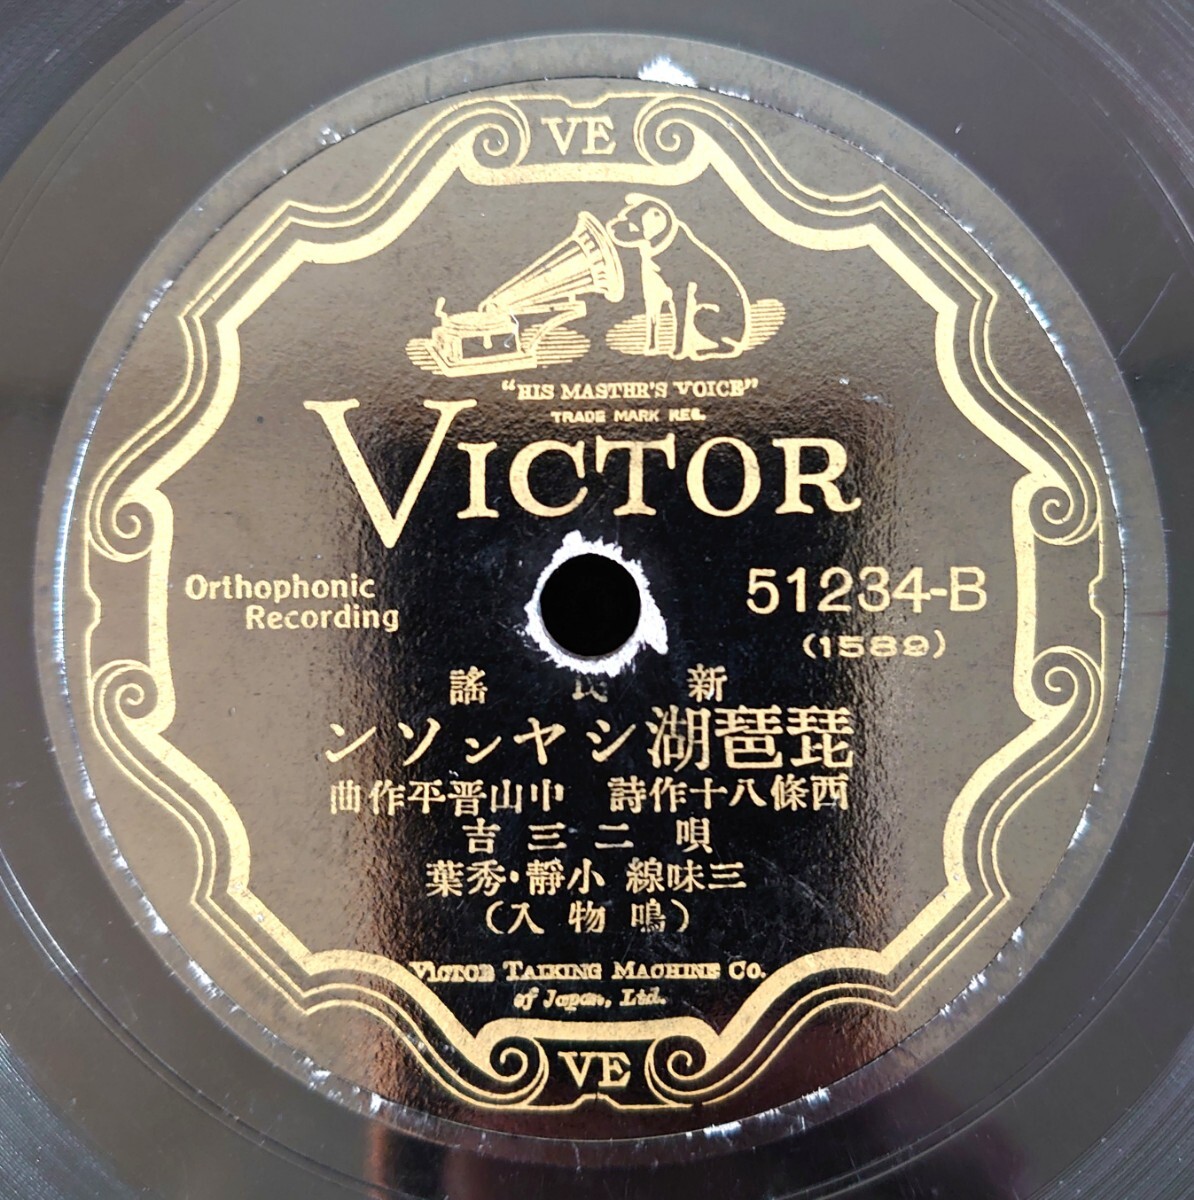 VE
"HIS MASTER'S VOICE"
TRADE MARK REG.
VICTOR
Orthophonic
Recording
51234-B
(1589)
新民謠
琵琶湖シヤンソン
西條八十作詩 中山晋平作曲
唄 二三吉
三味線 小靜・秀葉
(鳴物入)
VICTOR TALKING MACHINE CO.
of Japan, Ltd.
VE